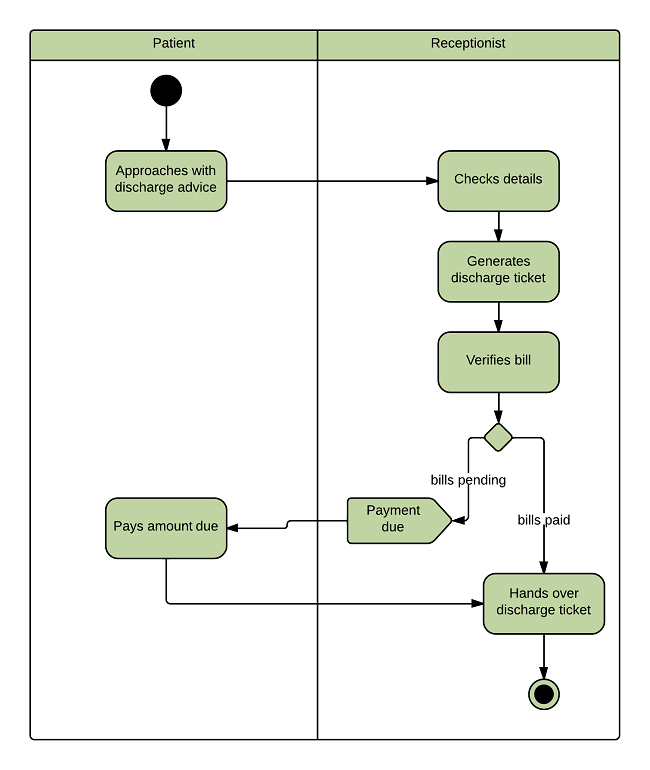 Patient
Receptionist
Approaches with
discharge advice
Checks details
Generates
discharge ticket
Verifies bill
bills pending
Payment
due
Pays amount due
bills paid
Hands over
discharge ticket